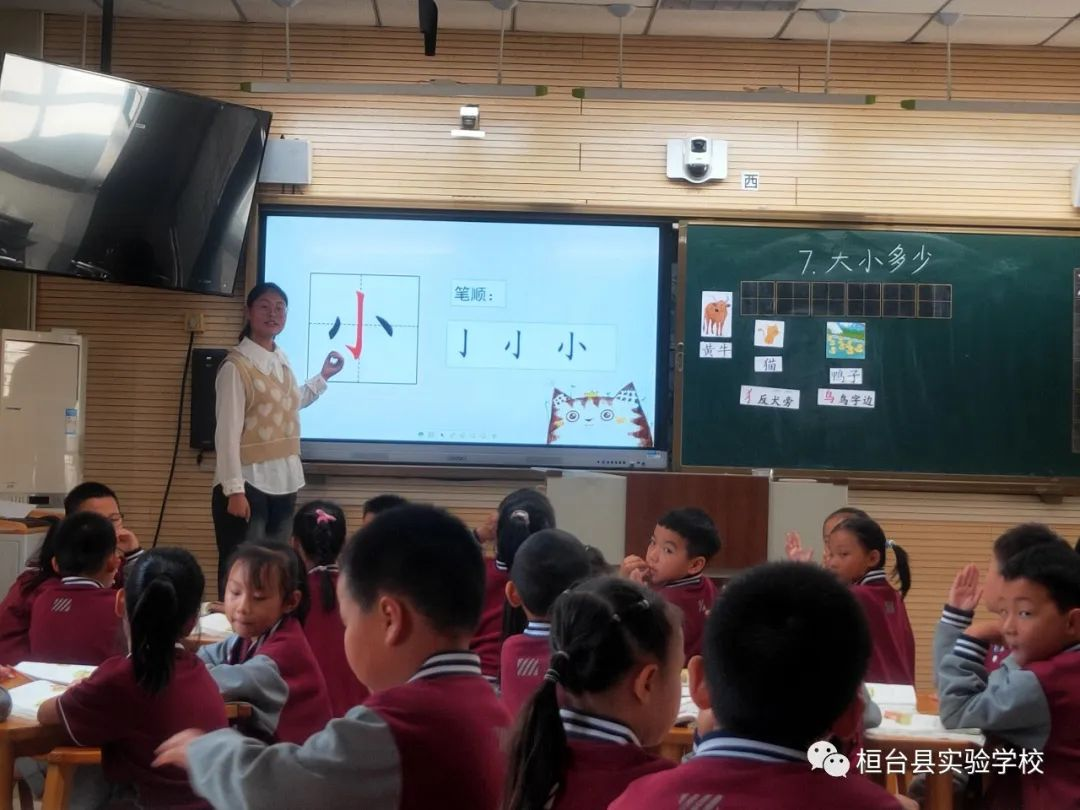 西
7.大小多少
小
笔顺：
亅 小 小
黄牛
猫
鸭子
犭反犬旁
鸟鸟字边
桓台县实验学校